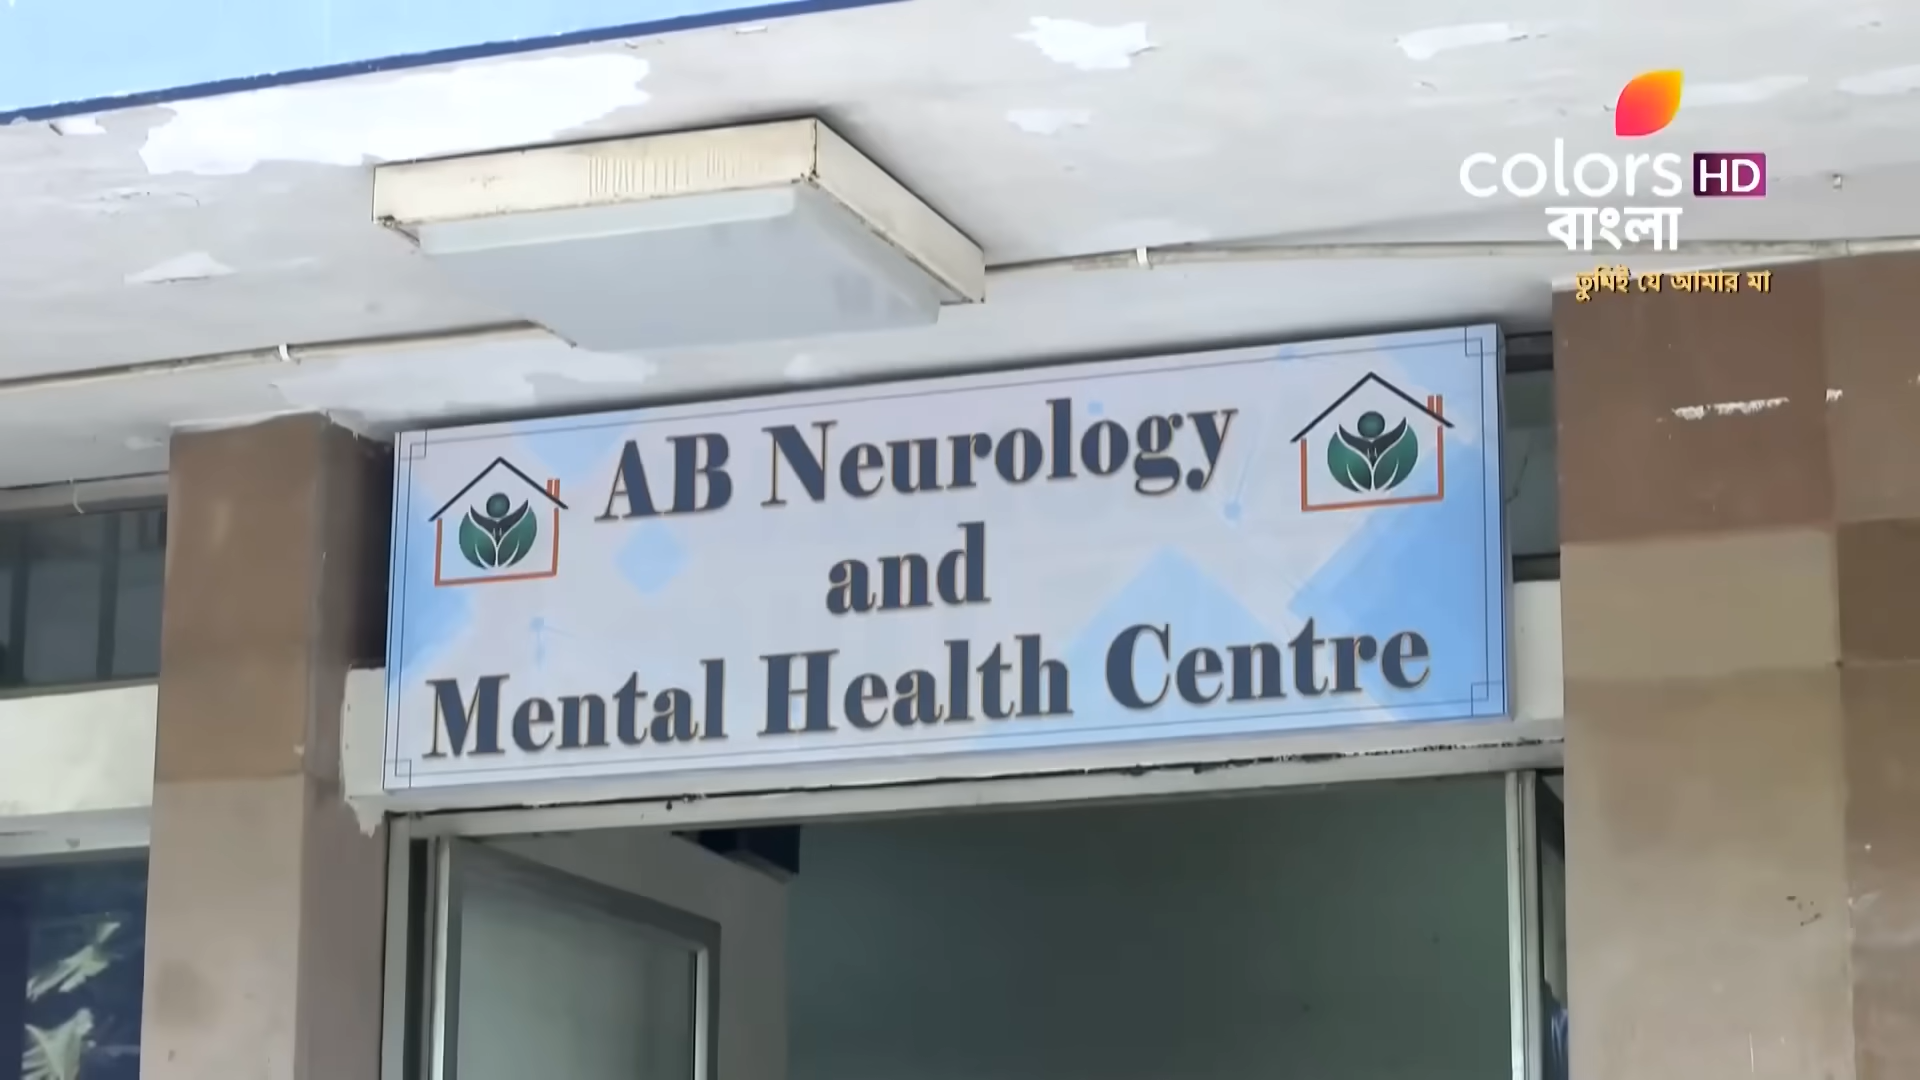 colors HD
বাংলা
তুমিই যে আমার মা
AB Neurology
and
Mental Health Centre